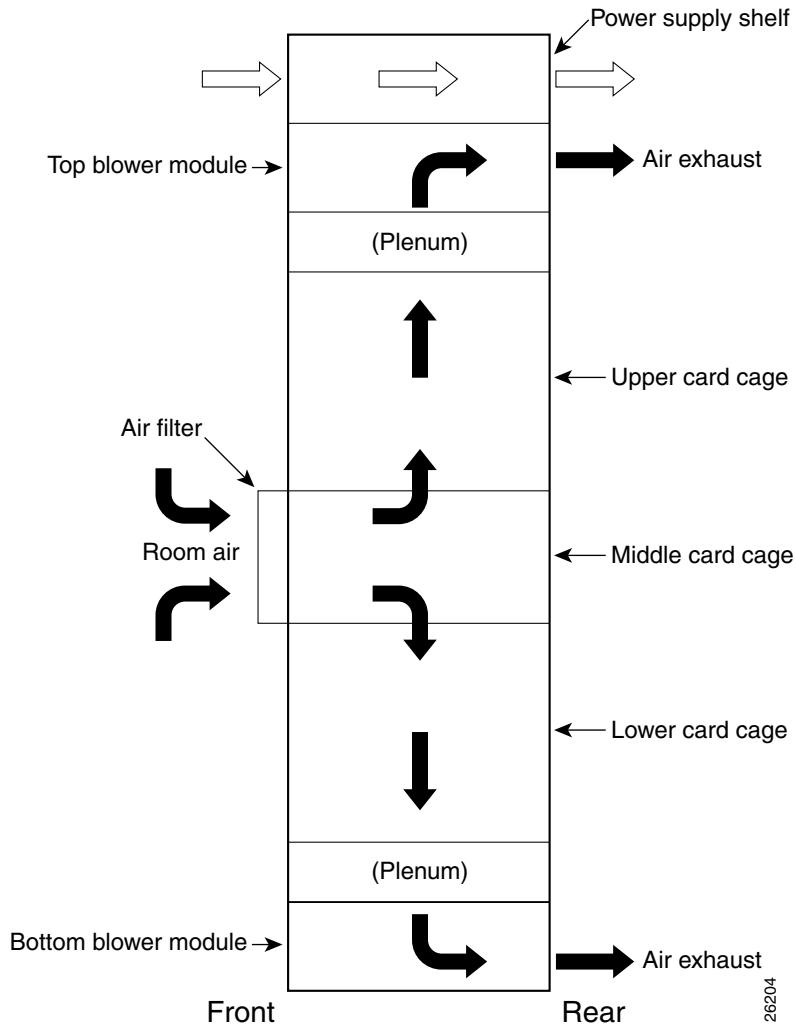 Power supply shelf
Top blower module
Air exhaust
(Plenum)
Upper card cage
Air filter
Room air
Middle card cage
Lower card cage
(Plenum)
Bottom blower module
Air exhaust
26204
Front
Rear